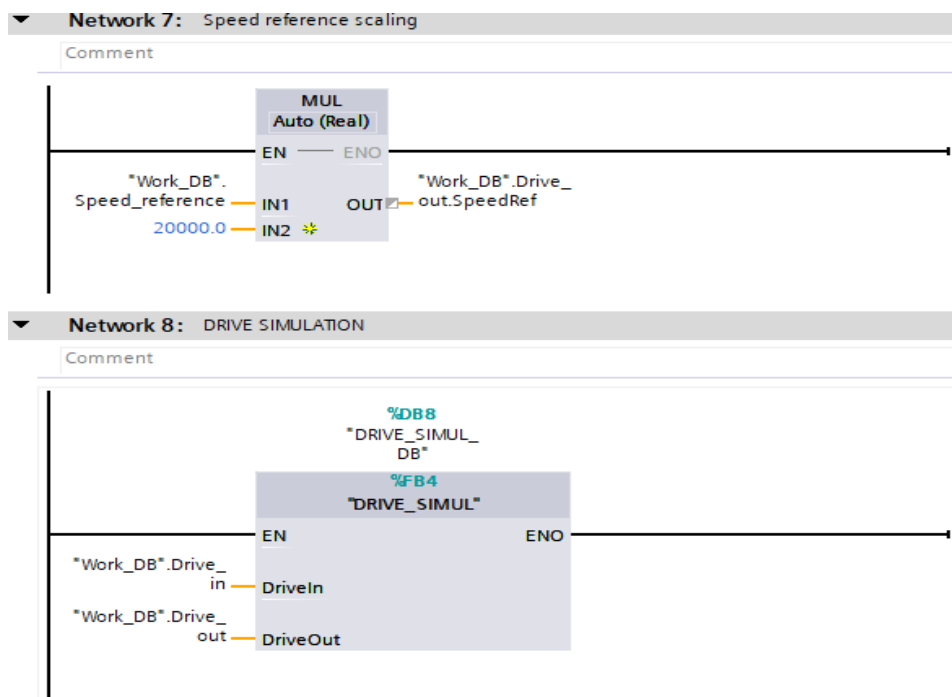 Network 7: Speed reference scaling
Comment
MUL
Auto (Real)
EN ENO
"Work_DB".
Speed_reference
IN1
OUT
"Work_DB".Drive_
out.SpeedRef
20000.0
IN2
Network 8: DRIVE SIMULATION
Comment
%DB8
"DRIVE_SIMUL_
DB"
%FB4
"DRIVE_SIMUL"
EN ENO
"Work_DB".Drive_
in
DriveIn
"Work_DB".Drive_
out
DriveOut